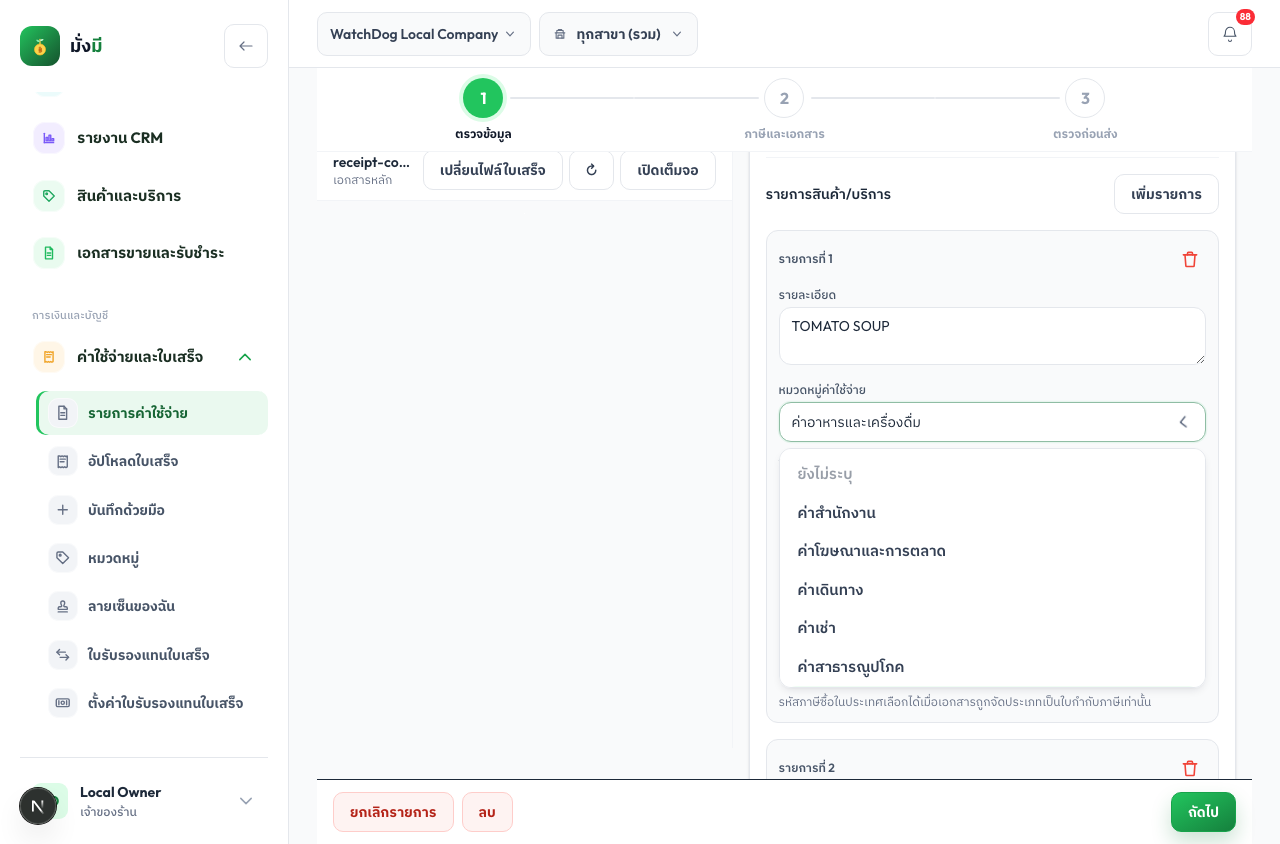 มั่งมี
รายงาน CRM
สินค้าและบริการ
เอกสารขายและรับชำระ
การเงินและบัญชี
ค่าใช้จ่ายและใบเสร็จ
รายการค่าใช้จ่าย
อัปโหลดใบเสร็จ
บันทึกด้วยมือ
หมวดหมู่
ลายเซ็นของฉัน
ใบรับรองแทนใบเสร็จ
ตั้งค่าใบรับรองแทนใบเสร็จ
N
Local Owner
เจ้าของร้าน
WatchDog Local Company
ทุกสาขา (รวม)
88
1
ตรวจข้อมูล
2
ภาษีและเอกสาร
3
ตรวจก่อนส่ง
receipt-co...
เอกสารหลัก
เปลี่ยนไฟล์ใบเสร็จ
เปิดเต็มจอ
รายการสินค้า/บริการ
เพิ่มรายการ
รายการที่ 1
รายละเอียด
TOMATO SOUP
หมวดหมู่ค่าใช้จ่าย
ค่าอาหารและเครื่องดื่ม
ยังไม่ระบุ
ค่าสำนักงาน
ค่าโฆษณาและการตลาด
ค่าเดินทาง
ค่าเช่า
ค่าสาธารณูปโภค
รหัสภาษีซื้อในประเทศเลือกได้เมื่อเอกสารถูกจัดประเภทเป็นใบกำกับภาษีเท่านั้น
รายการที่ 2
ยกเลิกรายการ
ลบ
ถัดไป